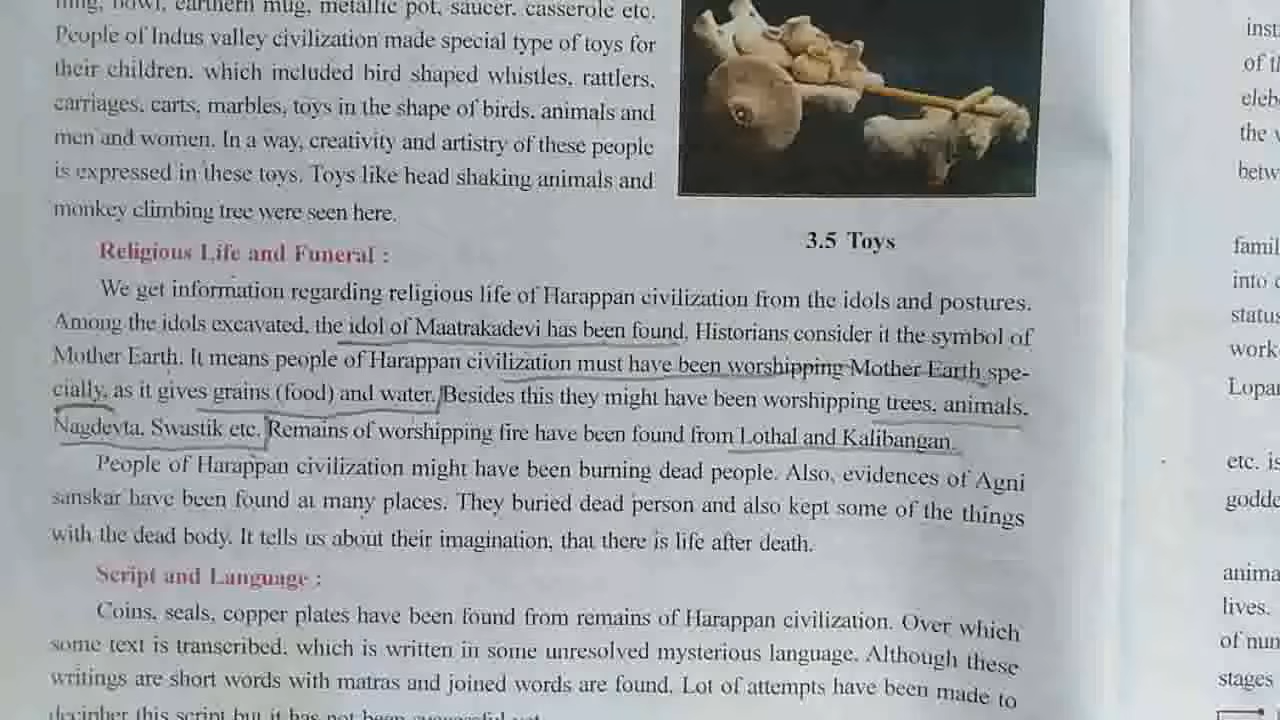 bowl, earthern mug, metallic pot, saucer, casserole etc.
People of Indus valley civilization made special type of toys for
their children, which included bird shaped whistles, rattlers,
carriages, carts, marbles, toys in the shape of birds, animals and
men and women. In a way, creativity and artistry of these people
is expressed in these toys. Toys like head shaking animals and
monkey climbing tree were seen here.
3.5 Toys
Religious Life and Funeral :
We get information regarding religious life of Harappan civilization from the idols and postures.
Among the idols excavated, the idol of Maatrakadevi has been found, Historians consider it the symbol of
Mother Earth. It means people of Harappan civilization must have been worshipping Mother Earth spe-
cially, as it gives grains (food) and water. Besides this they might have been worshipping trees, animals,
Nagdevta, Swastik etc. Remains of worshipping fire have been found from Lothal and Kalibangan.
People of Harappan civilization might have been burning dead people. Also, evidences of Agni
sanskar have been found at many places. They buried dead person and also kept some of the things
with the dead body. It tells us about their imagination, that there is life after death.
Script and Language :
Coins, seals, copper plates have been found from remains of Harappan civilization. Over which
some text is transcribed, which is written in some unresolved mysterious language. Although these
writings are short words with matras and joined words are found. Lot of attempts have been made to
decipher this script but it has not been successful yet.
inst
of th
eleb
the
betw
famil
into
status
work
Lopa
etc. is
godde
anima
lives.
of num
stages